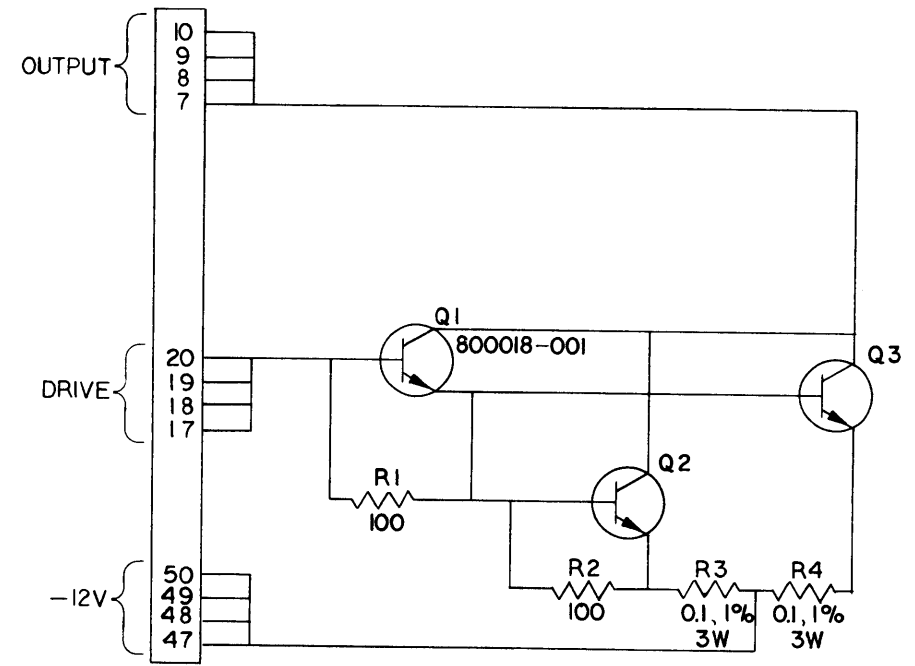 OUTPUT
10
9
8
7
Q1
800018-001
Q3
DRIVE
20
19
18
17
Q2
R1
100
R2
100
R3
0.1, 1%
3W
R4
0.1, 1%
3W
-12V
50
49
48
47